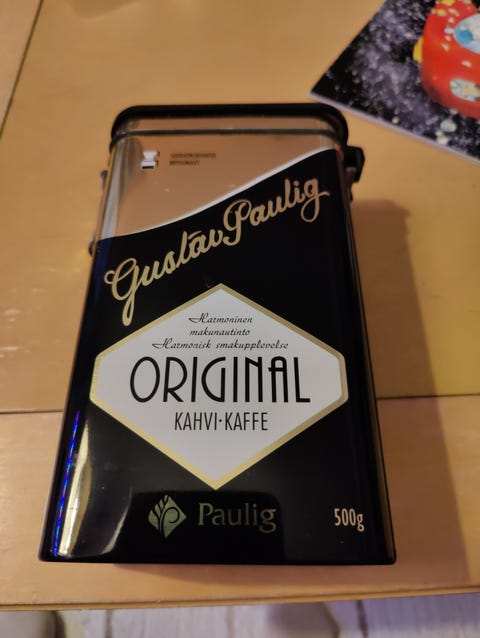 Gustav Paulig
Harmoninen
makunautinto
Harmonisk smakupplevelse
ORIGINAL
KAHVI·KAFFE
Paulig
500g